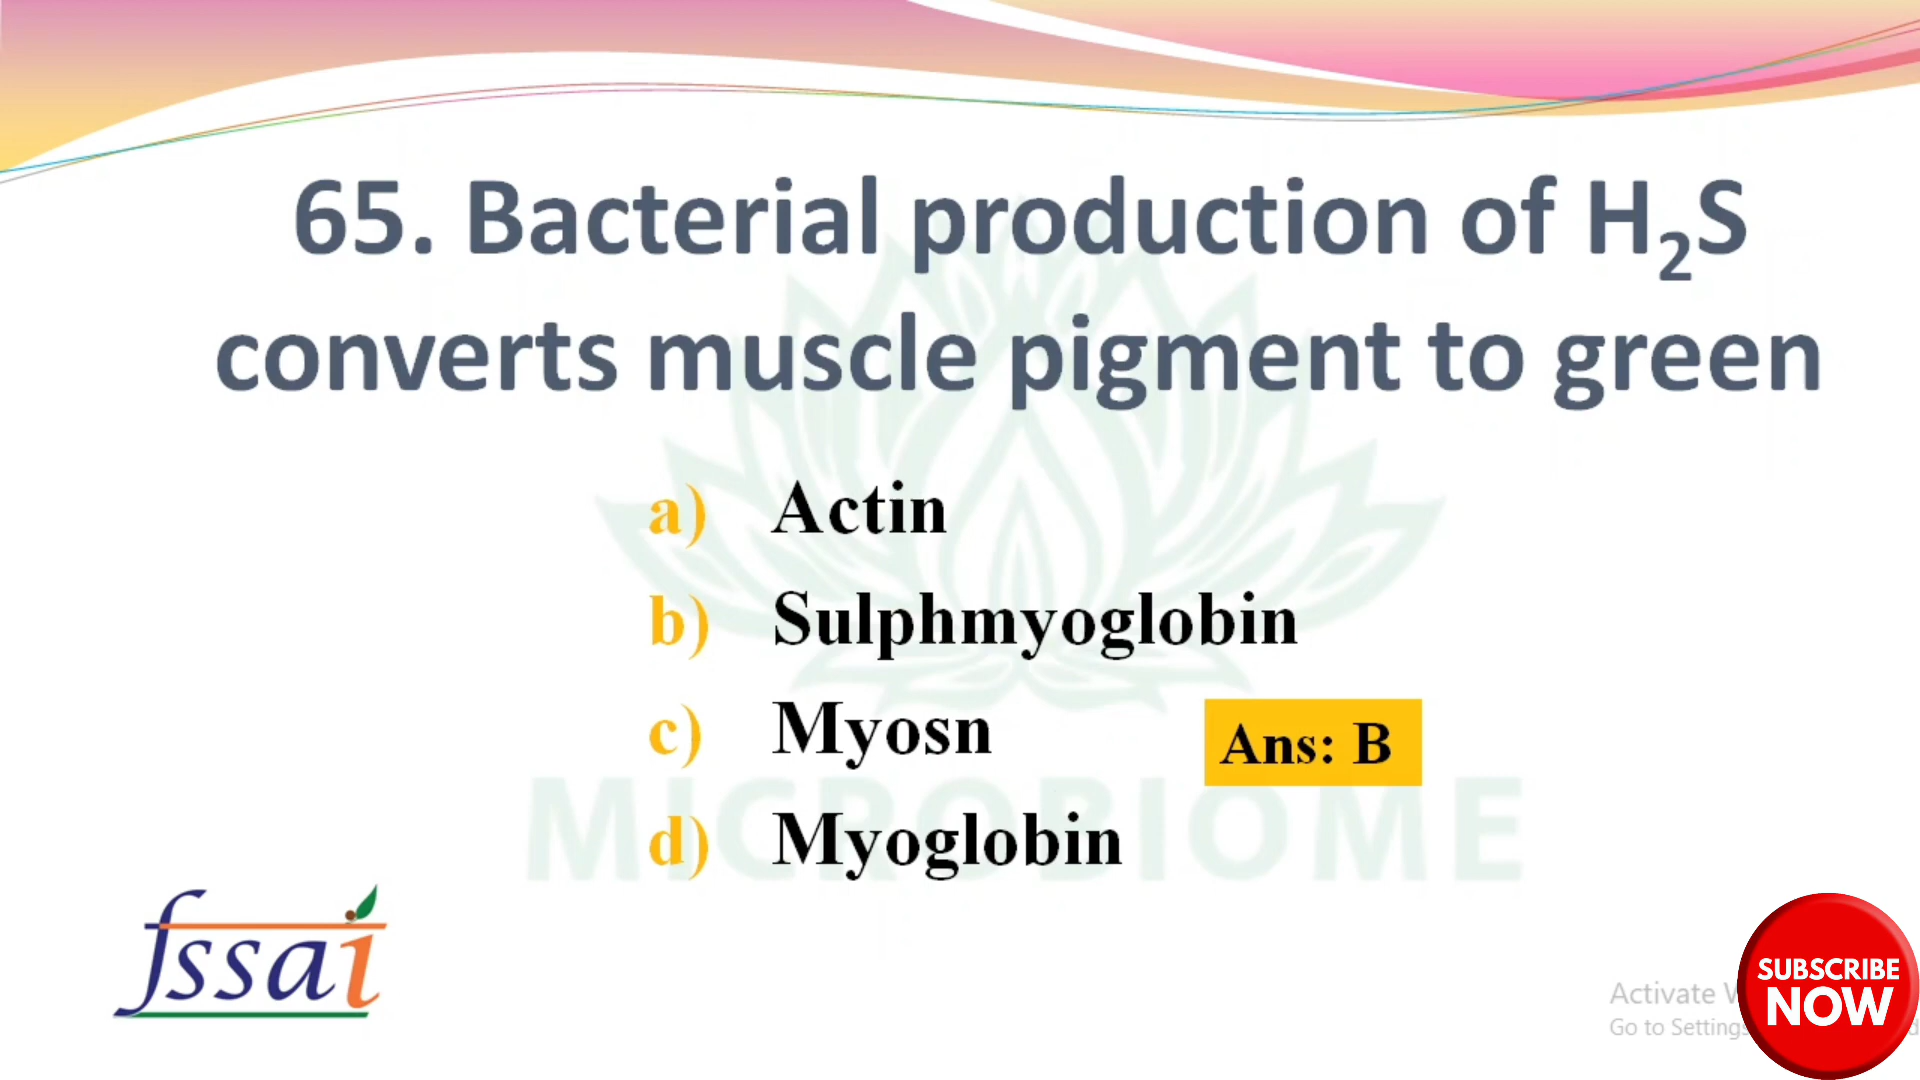 65. Bacterial production of H₂S
converts muscle pigment to green
a) Actin
b) Sulphmyoglobin
c) Myosn
Ans: B
d) Myoglobin
MiCROBIOME
fssai
Activate
Go to Settings
SUBSCRIBE
NOW